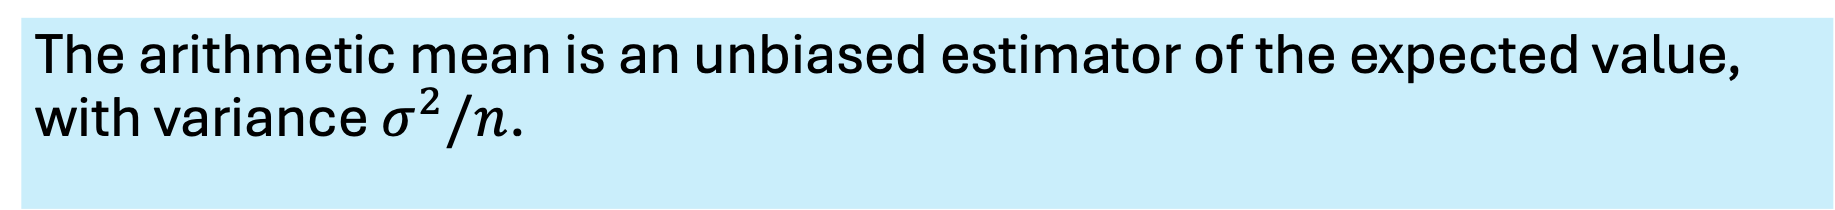 The arithmetic mean is an unbiased estimator of the expected value,
with variance σ²/n.